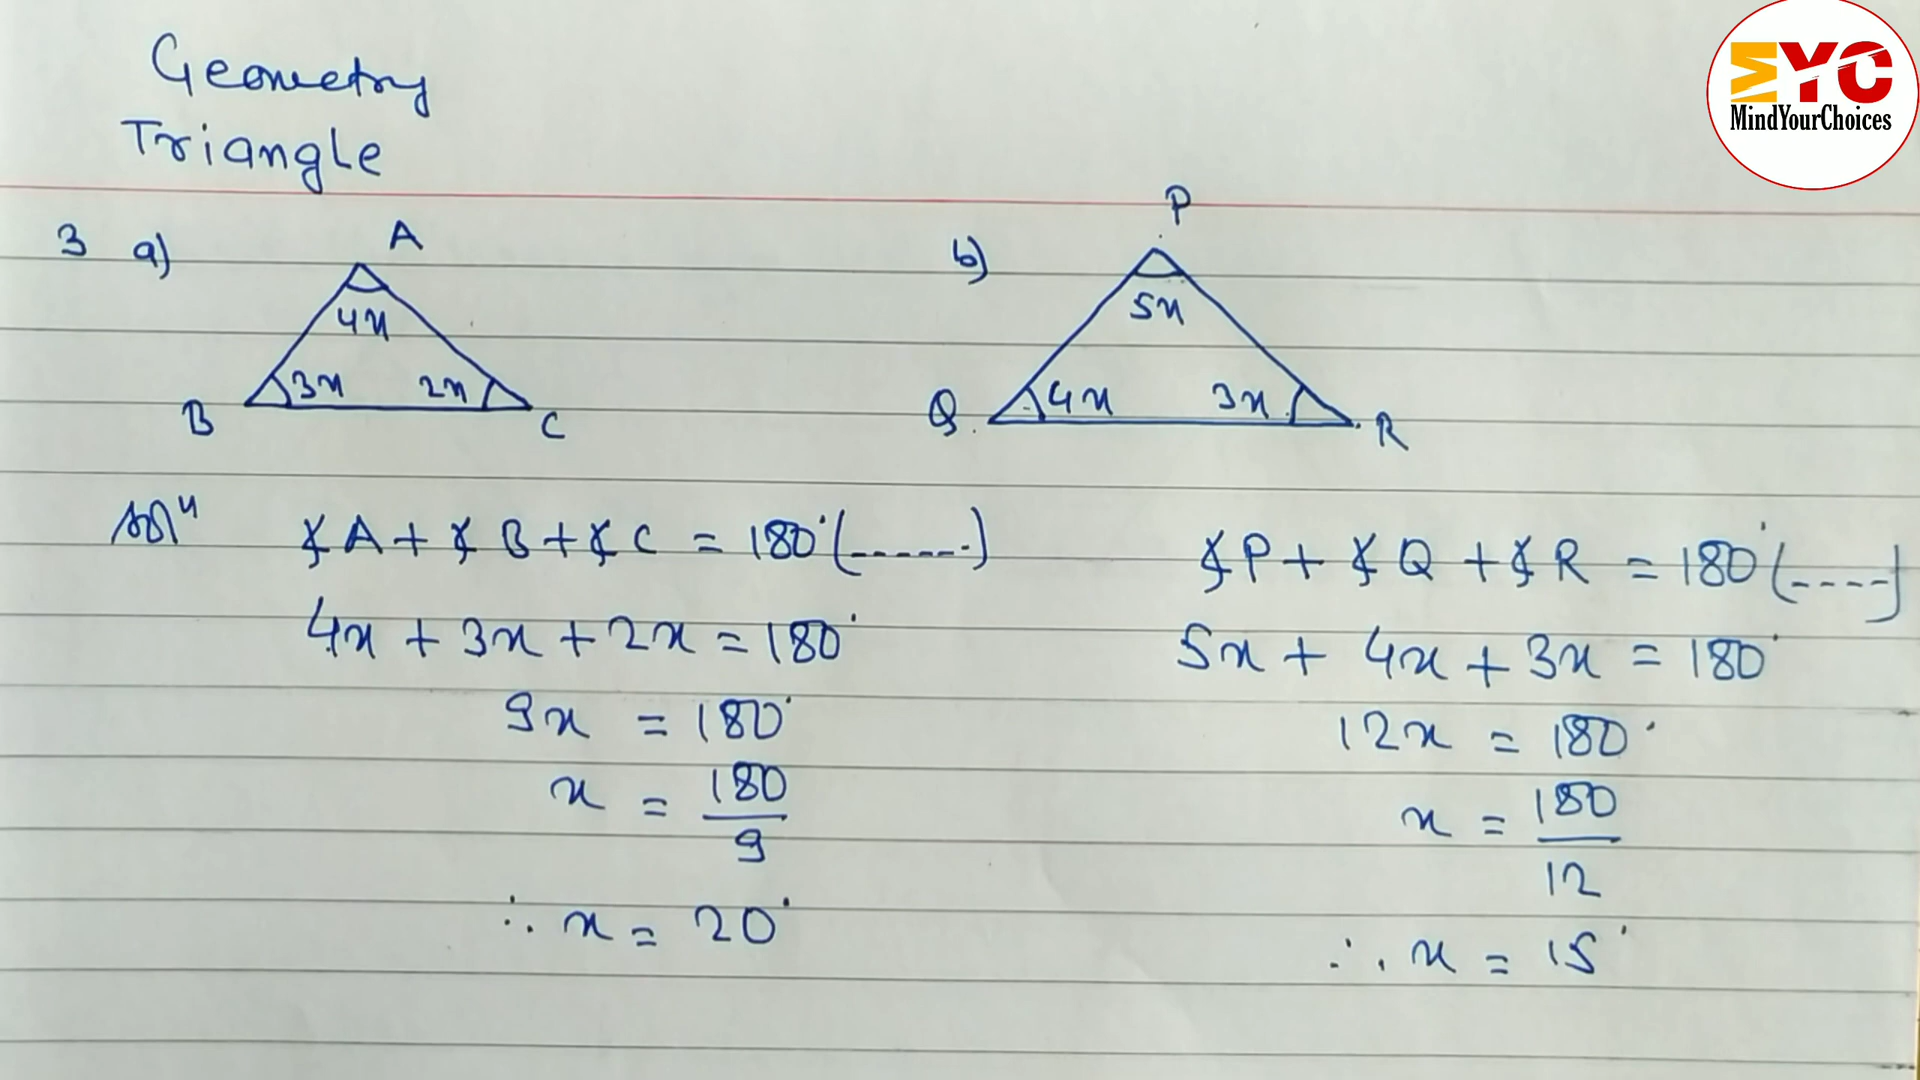 Geometry
Triangle
MYC
MindYourChoices
3 a)
A
4x
3x 2x
B C
b)
P
5x
4x 3x
Q R
Solⁿ ∡A + ∡B + ∡C = 180°(------)
4x + 3x + 2x = 180°
9x = 180°
x = 180/9
∴ x = 20°
∡P + ∡Q + ∡R = 180°(----)
5x + 4x + 3x = 180°
12x = 180°
x = 180/12
∴ x = 15°